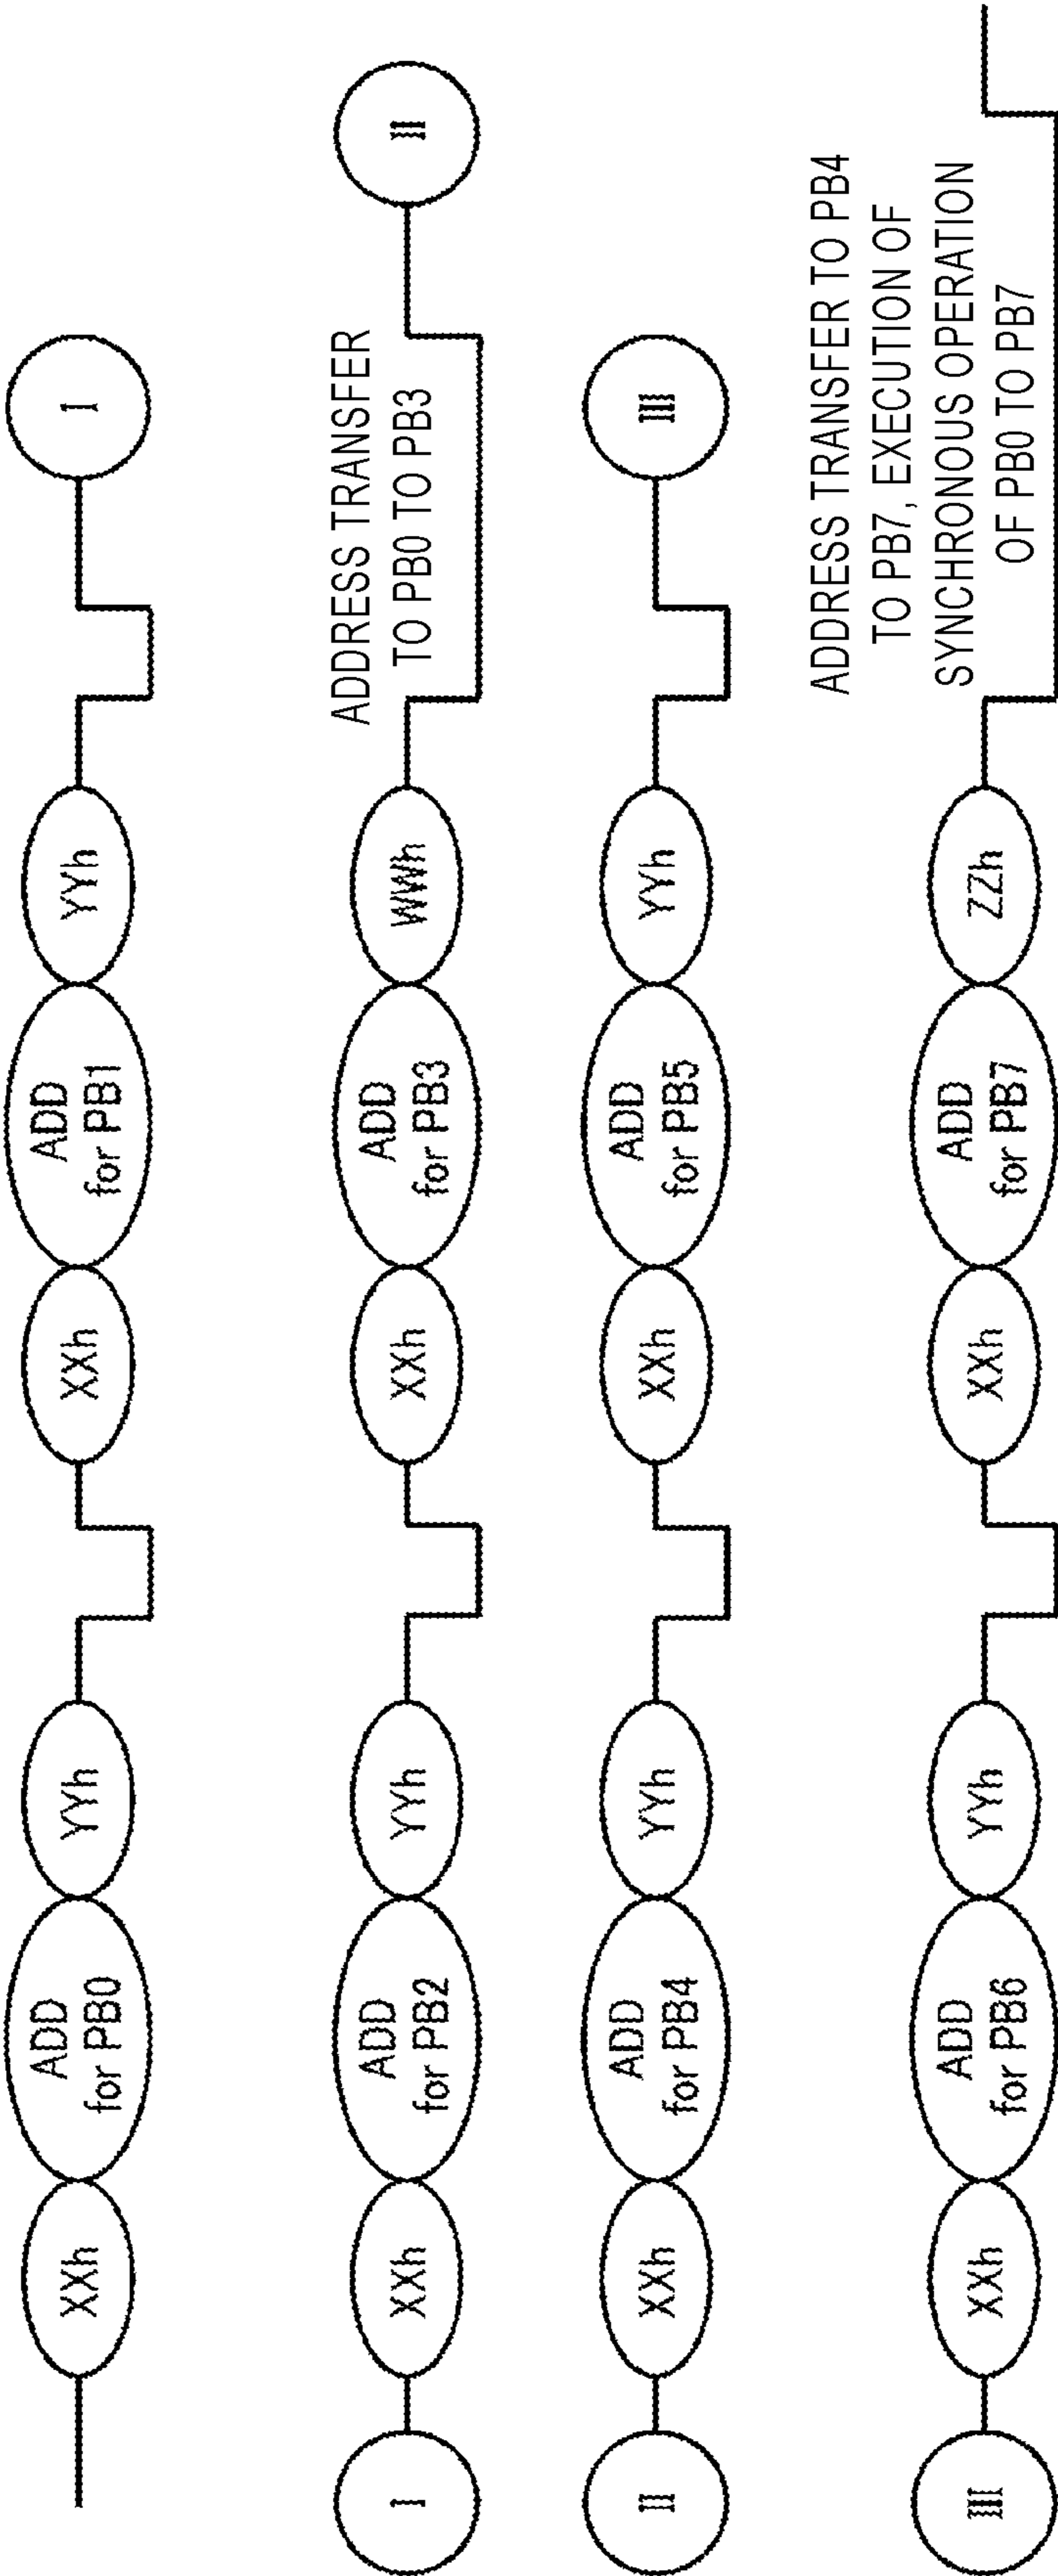 XXh
ADD
for PB0
YYh
XXh
ADD
for PB1
YYh
I
I
XXh
ADD
for PB2
YYh
XXh
ADD
for PB3
WWh
ADDRESS TRANSFER
TO PB0 TO PB3
II
II
XXh
ADD
for PB4
YYh
XXh
ADD
for PB5
YYh
III
III
XXh
ADD
for PB6
YYh
XXh
ADD
for PB7
ZZh
ADDRESS TRANSFER TO PB4
TO PB7, EXECUTION OF
SYNCHRONOUS OPERATION
OF PB0 TO PB7